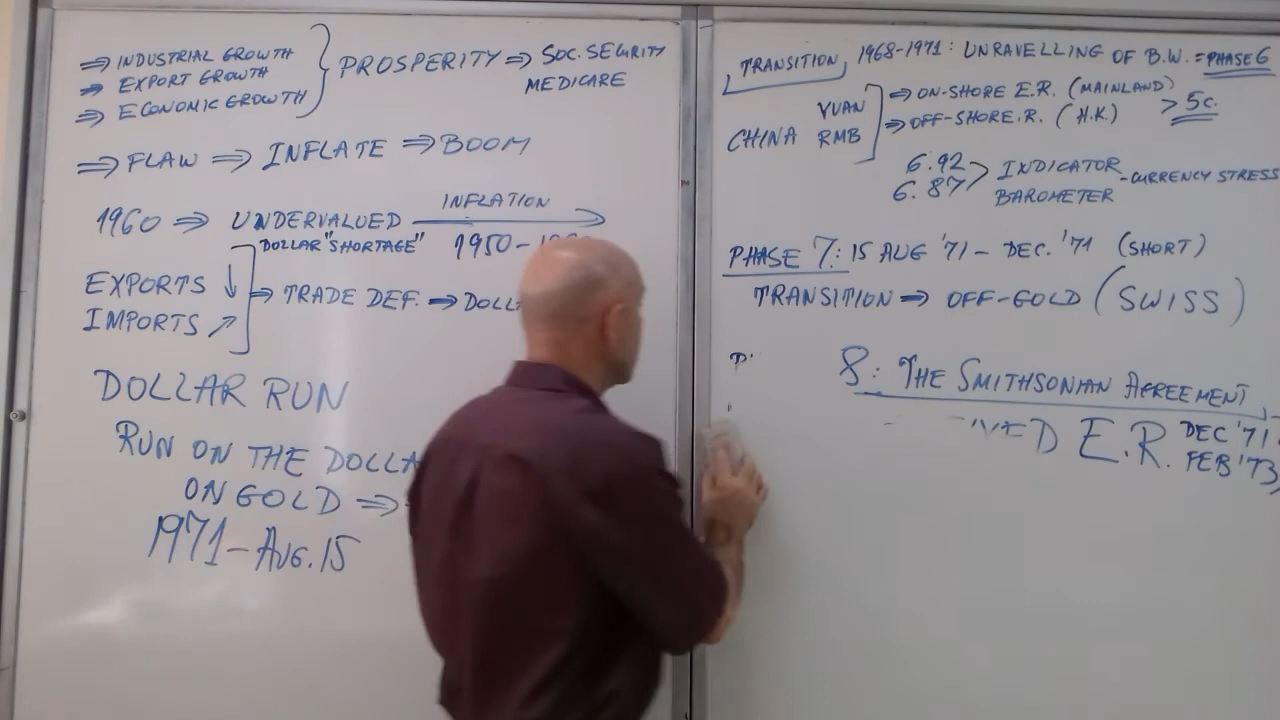 ⇒ INDUSTRIAL GROWTH
⇒ EXPORT GROWTH
⇒ ECONOMIC GROWTH
} PROSPERITY ⇒ SOC. SECURITY
MEDICARE
⇒ FLAW ⇒ INFLATE ⇒ BOOM
1960 ⇒ UNDERVALUED INFLATION
DOLLAR "SHORTAGE" 1950-
EXPORTS ↓
IMPORTS ↗
⇒ TRADE DEF. ⇒
DOLLAR RUN
RUN ON THE
ON GOLD ⇒
1971 - AUG. 15
TRANSITION, 1968-1971: UNRAVELLING OF B.W. = PHASE 6
CHINA YUAN RMB
⇒ ON-SHORE E.R. (MAINLAND)
⇒ OFF-SHORE E.R. (H.K.)
> 5c.
6.92
6.87
> INDICATOR
BAROMETER
- CURRENCY STRESS
PHASE 7: 15 AUG '71 - DEC. '71 (SHORT)
TRANSITION ⇒ OFF-GOLD (SWISS)
8: THE SMITHSONIAN AGREEMENT
E.R. DEC '71
FEB '73